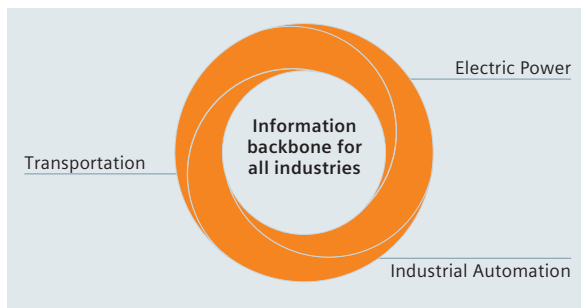 Electric Power
Information
backbone for
all industries
Transportation
Industrial Automation